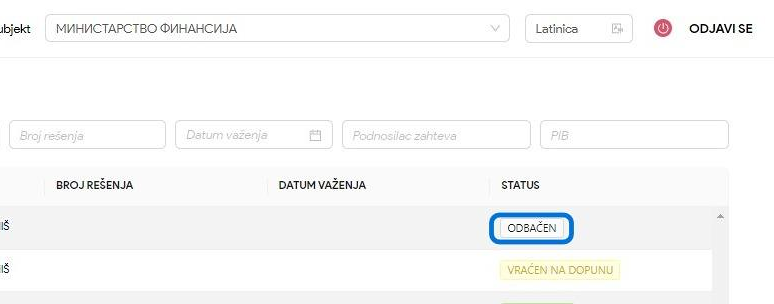 ubjekt МИНИСТАРСТВО ФИНАНСИЈА Latinica ODJAVI SE
Broj rešenja Datum važenja Podnosilac zahteva PIB
BROJ REŠENJA DATUM VAŽENJA STATUS
IŠ ODBAČEN
IŠ VRAĆEN NA DOPUNU